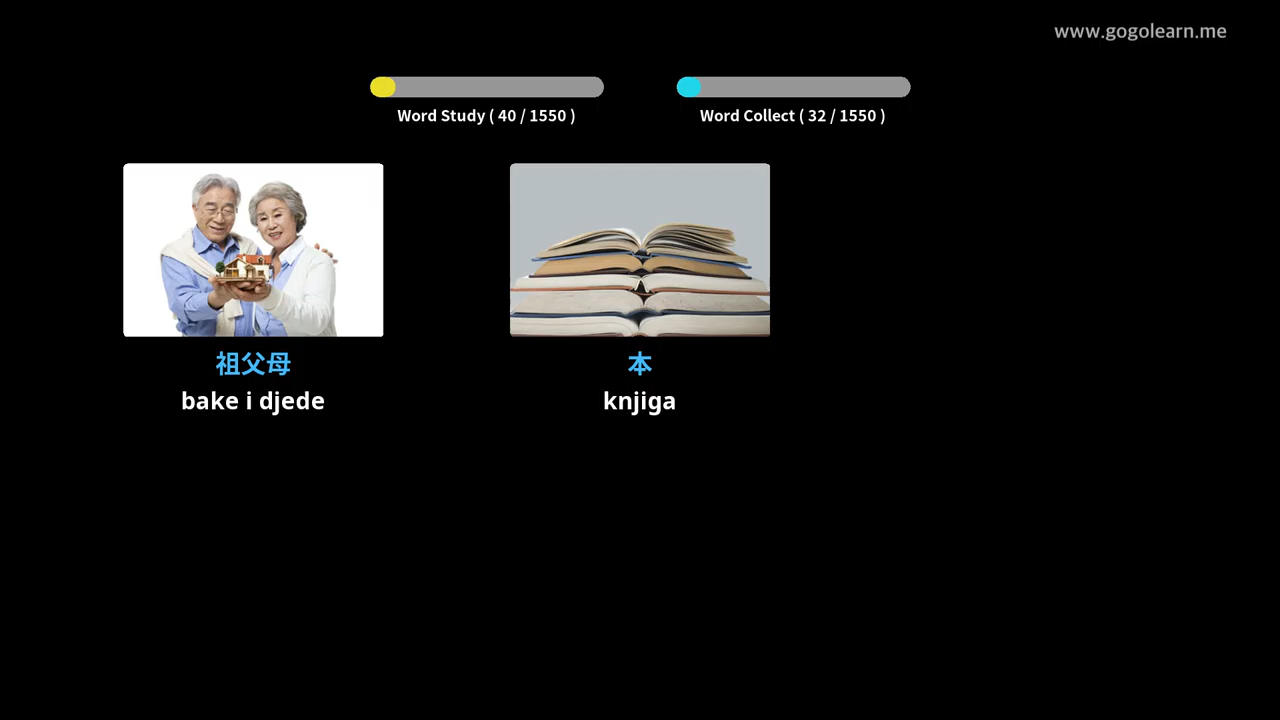 www.gogolearn.me
Word Study ( 40 / 1550 )
Word Collect ( 32 / 1550 )
祖父母
bake i djede
本
knjiga